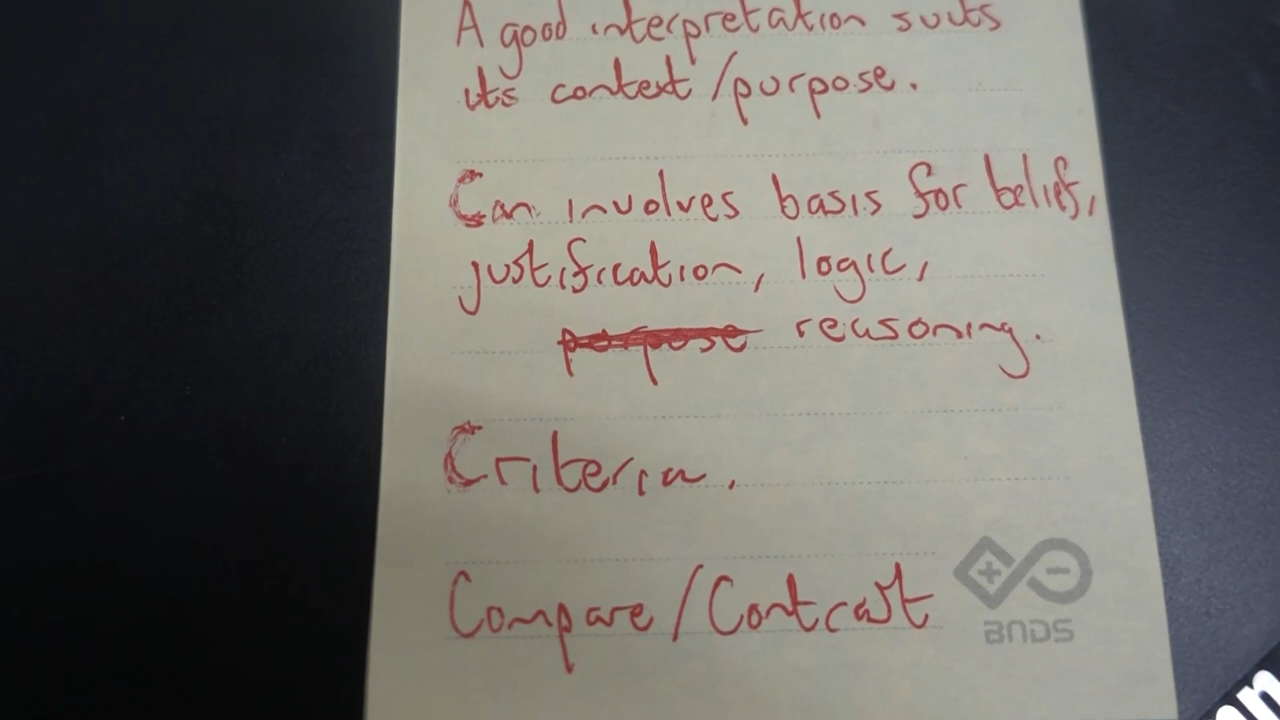 A good interpretation suits
its context/purpose.
Can involves basis for belief,
justification, logic,
purpose reasoning.
Criteria.
Compare/Contrast
BNDS